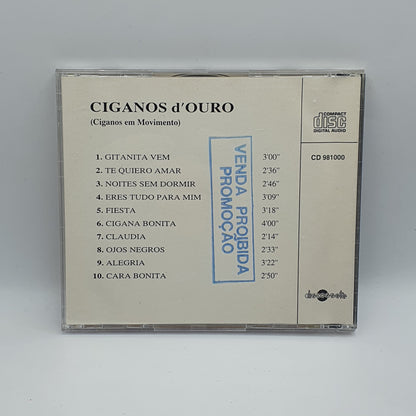 CIGANOS d'OURO
(Ciganos em Movimento)
1. GITANITA VEM 3'00"
2. TE QUIERO AMAR 2'36"
3. NOITES SEM DORMIR 2'46"
4. ERES TUDO PARA MIM 3'09"
5. FIESTA 3'18"
6. CIGANA BONITA 4'00"
7. CLAUDIA 2'14"
8. OJOS NEGROS 2'33"
9. ALEGRIA 3'22"
10. CARA BONITA 2'50"
VENDA PROIBIDA
PROMOÇÃO
COMPACT
disc
DIGITAL AUDIO
CD 981000